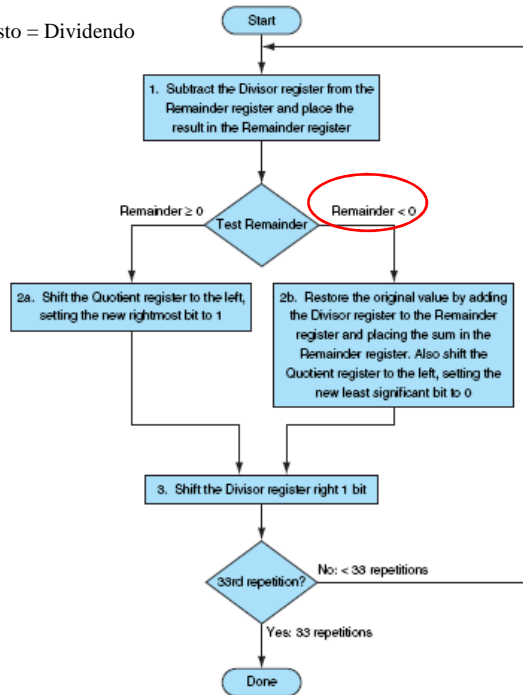 Start
sto = Dividendo
1. Subtract the Divisor register from the
Remainder register and place the
result in the Remainder register
Remainder ≥ 0
Test Remainder
Remainder < 0
2a. Shift the Quotient register to the left,
setting the new rightmost bit to 1
2b. Restore the original value by adding
the Divisor register to the Remainder
register and placing the sum in the
Remainder register. Also shift the
Quotient register to the left, setting the
new least significant bit to 0
3. Shift the Divisor register right 1 bit
33rd repetition?
No: < 33 repetitions
Yes: 33 repetitions
Done